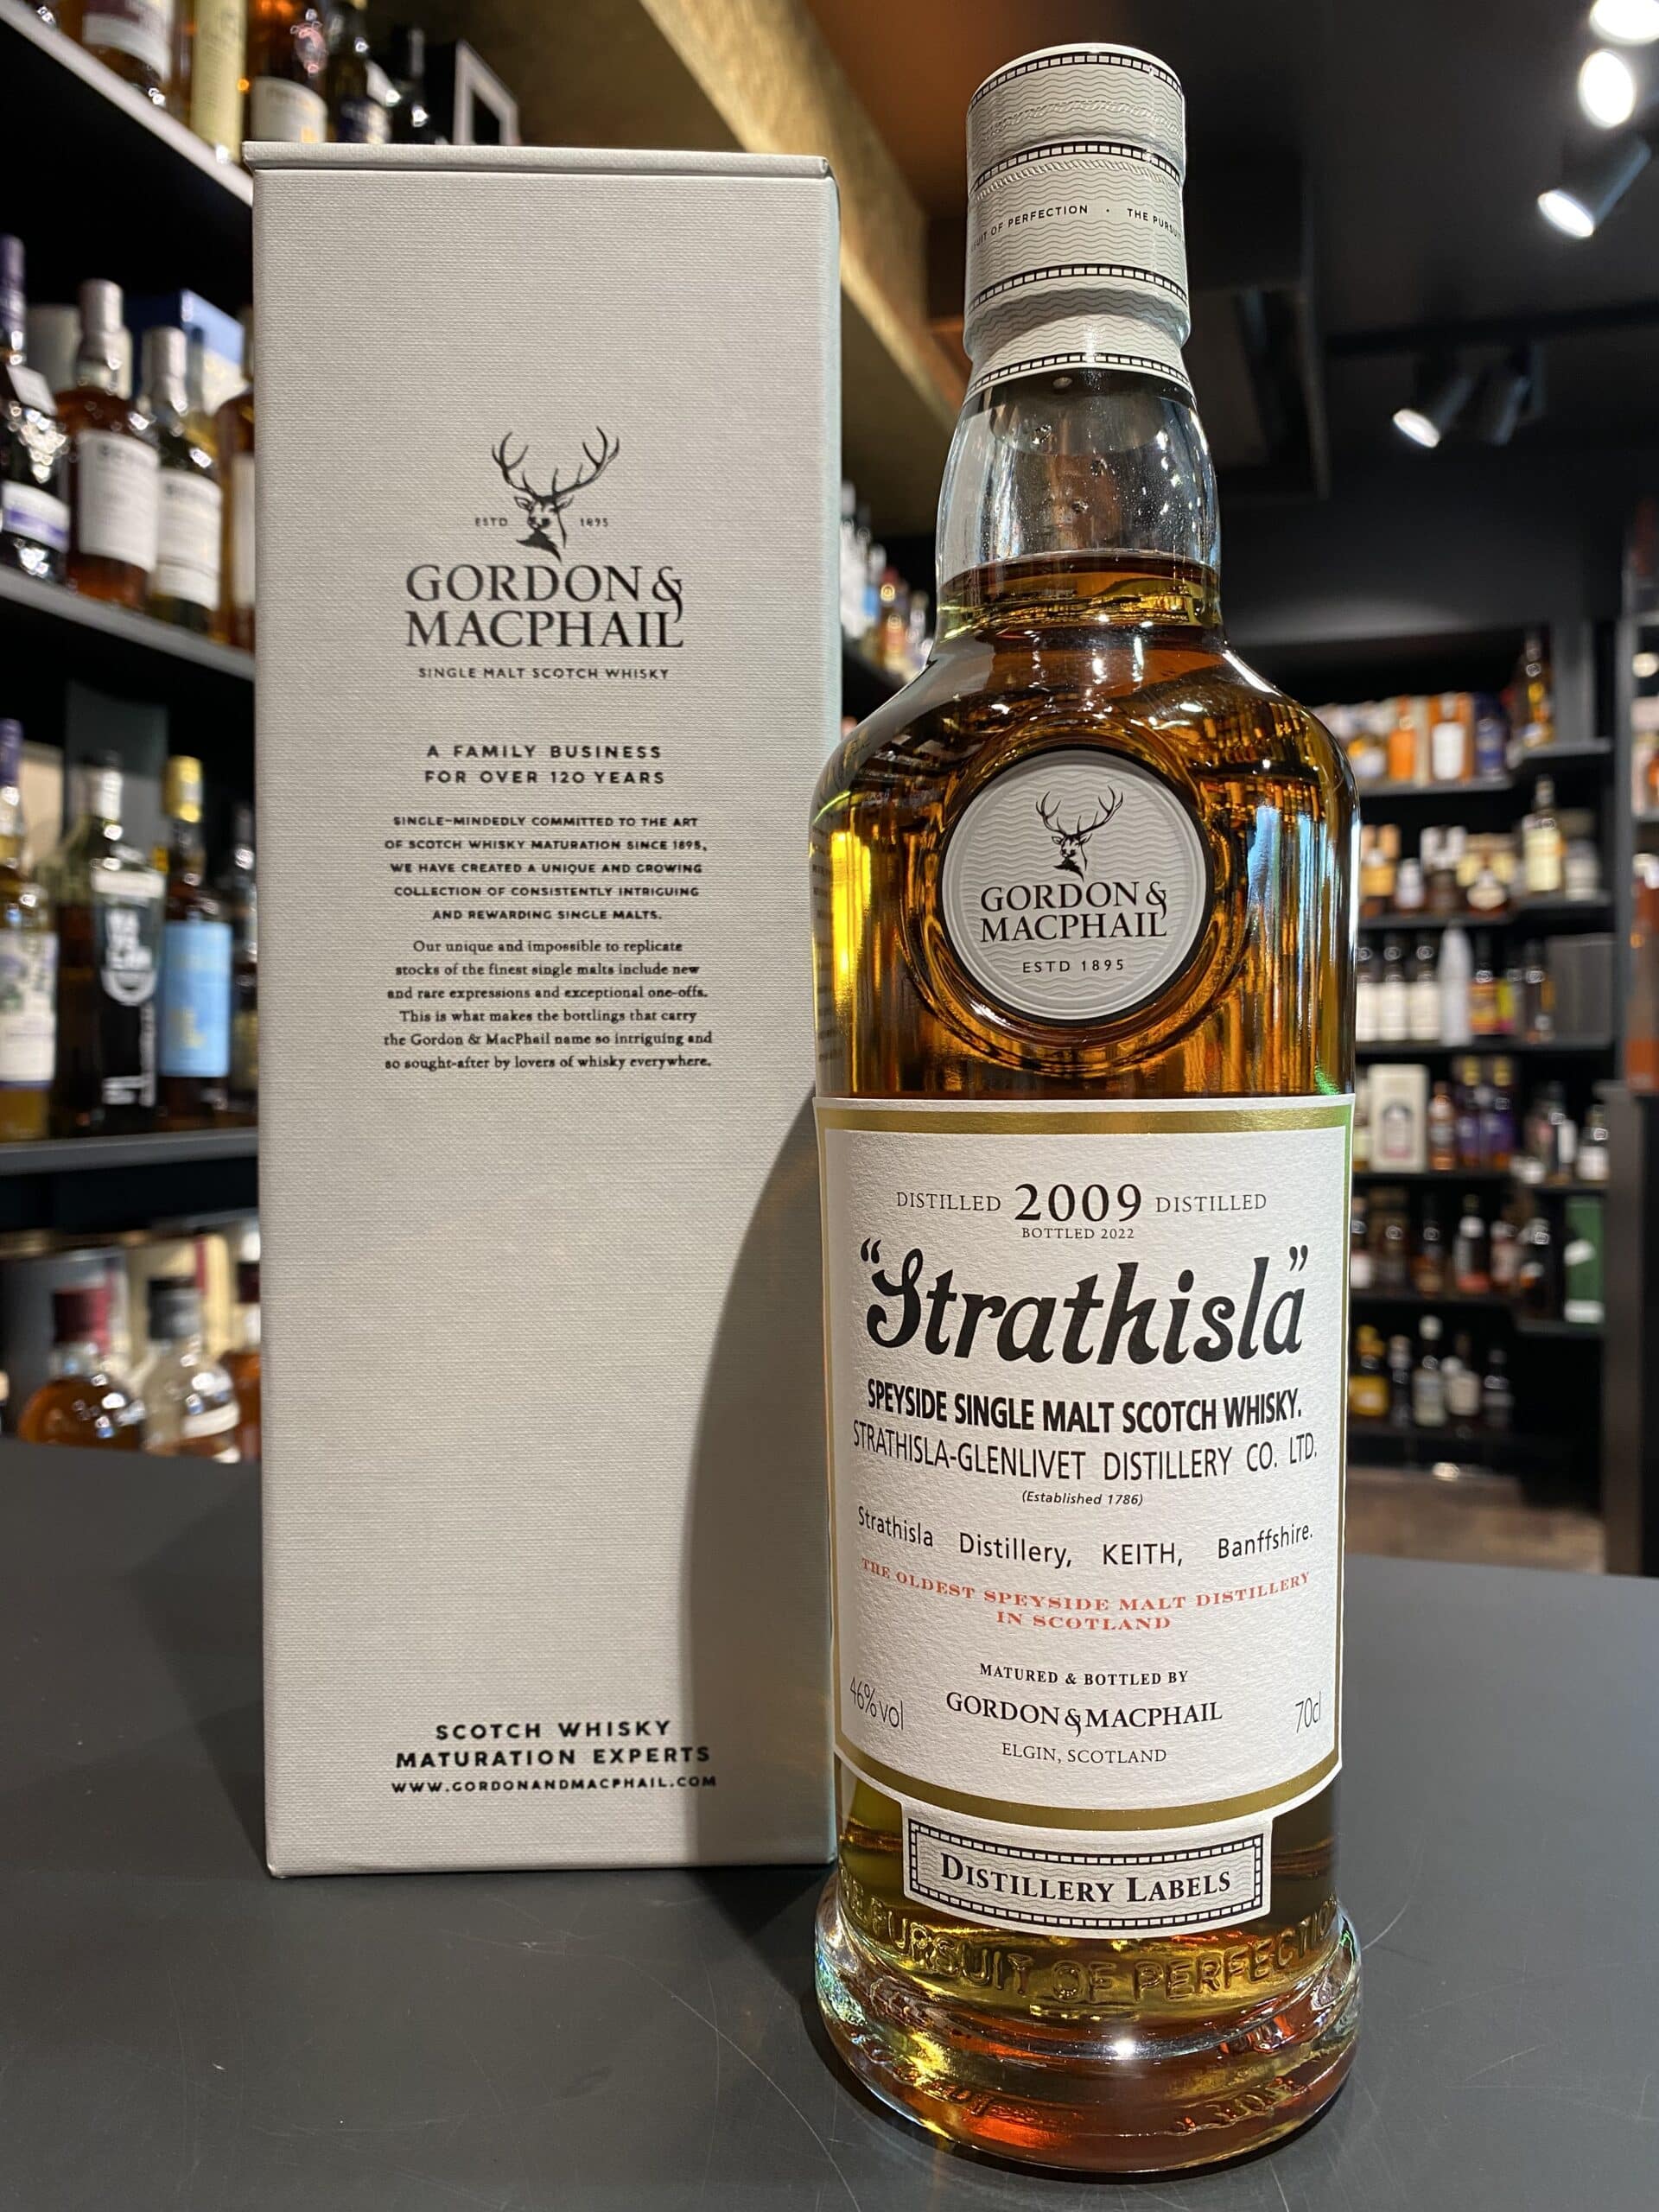 ESTD 1895
GORDON &
MACPHAIL
SINGLE MALT SCOTCH WHISKY
A FAMILY BUSINESS
FOR OVER 120 YEARS
SINGLE-MINDEDLY COMMITTED TO THE ART
OF SCOTCH WHISKY MATURATION SINCE 1895,
WE HAVE CREATED A UNIQUE AND GROWING
COLLECTION OF CONSISTENTLY INTRIGUING
AND REWARDING SINGLE MALTS.
Our unique and impossible to replicate
stocks of the finest single malts include new
and rare expressions and exceptional one-offs.
This is what makes the bottlings that carry
the Gordon & MacPhail name so intriguing and
so sought-after by lovers of whisky everywhere.
SCOTCH WHISKY
MATURATION EXPERTS
WWW.GORDONANDMACPHAIL.COM
OF PERFECTION · THE
GORDON &
MACPHAIL
ESTD 1895
DISTILLED 2009 DISTILLED
BOTTLED 2022
"Strathisla"
SPEYSIDE SINGLE MALT SCOTCH WHISKY.
STRATHISLA-GLENLIVET DISTILLERY CO. LTD.
(Established 1786)
Strathisla Distillery, KEITH, Banffshire.
THE OLDEST SPEYSIDE MALT DISTILLERY
IN SCOTLAND
MATURED & BOTTLED BY
46%vol GORDON & MACPHAIL 70cl
ELGIN, SCOTLAND
DISTILLERY LABELS
PURSUIT OF PERFECTION